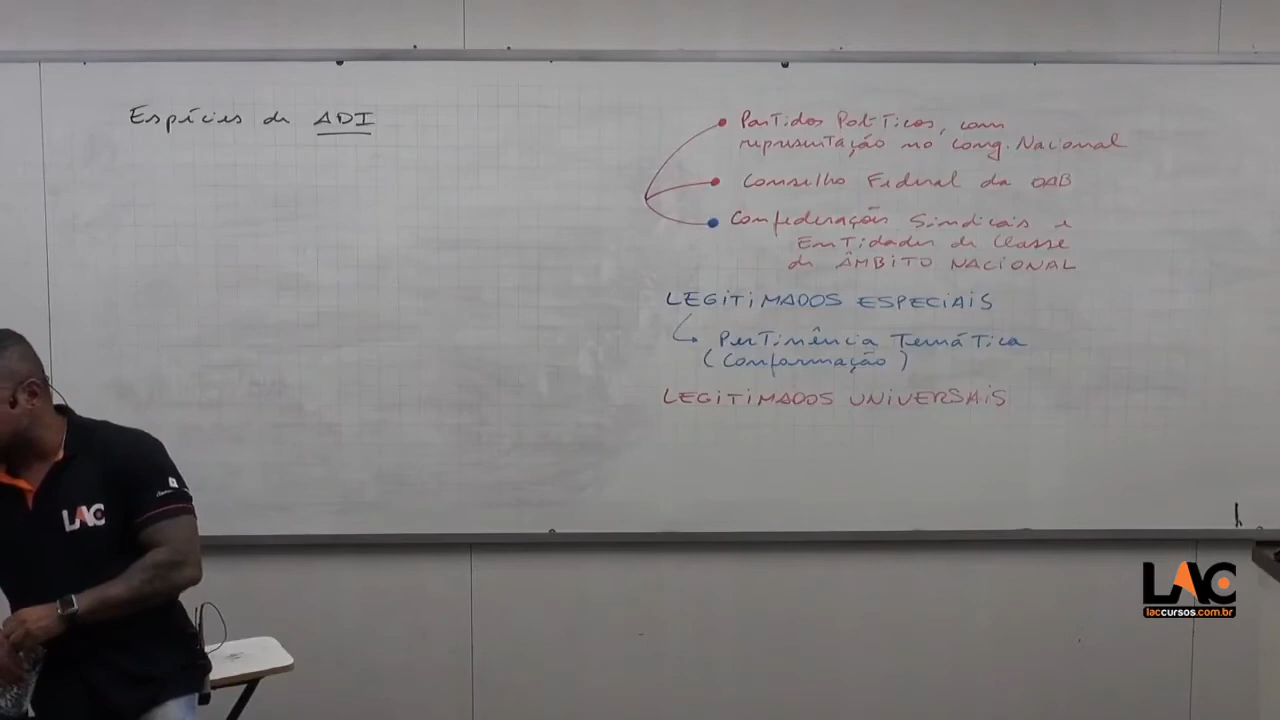 Espécies de ADI
Partidos Políticos, com
representação no Cong. Nacional
Conselho Federal da OAB
Confederações Sindicais e
Entidades de Classe
de ÂMBITO NACIONAL
LEGITIMADOS ESPECIAIS
Pertinência Temática
(Conformação)
LEGITIMADOS UNIVERSAIS
LAC
LAC
laccursos.com.br